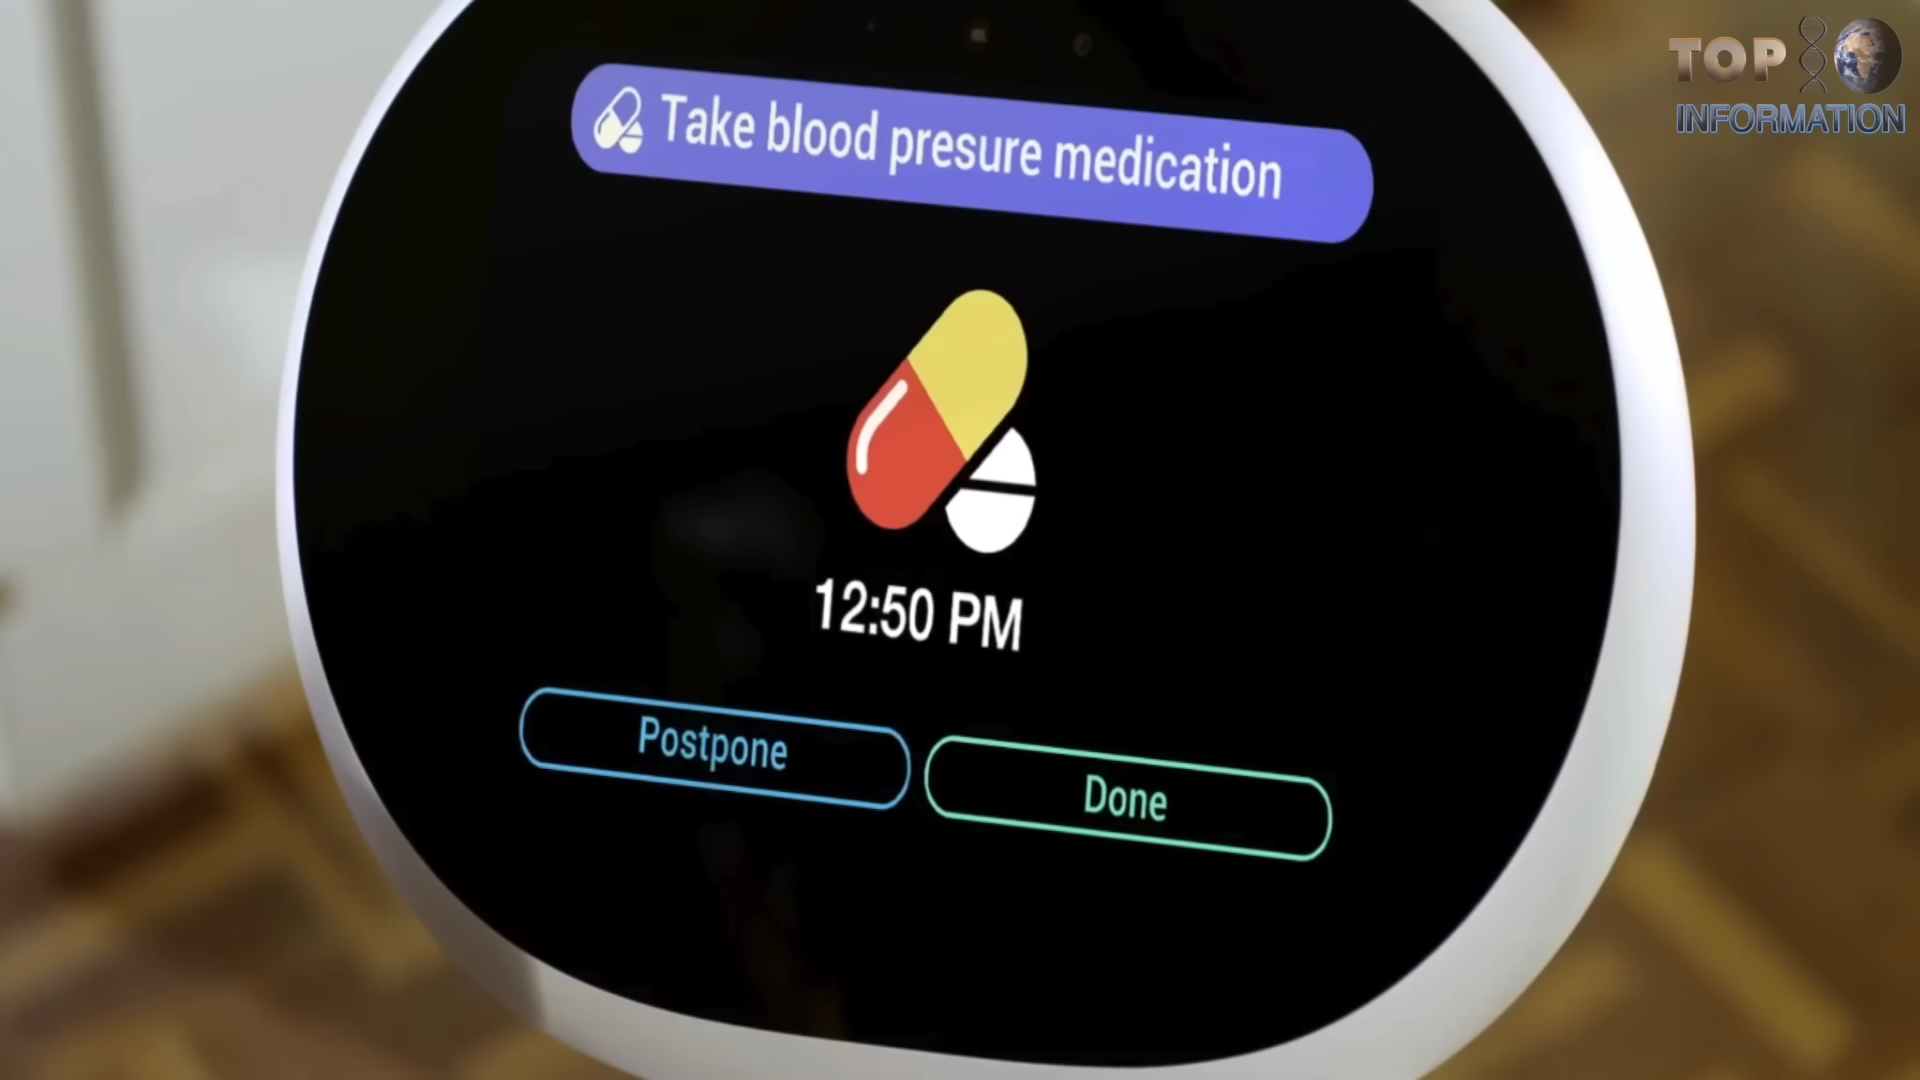 TOP
INFORMATION
Take blood presure medication
12:50 PM
Postpone
Done